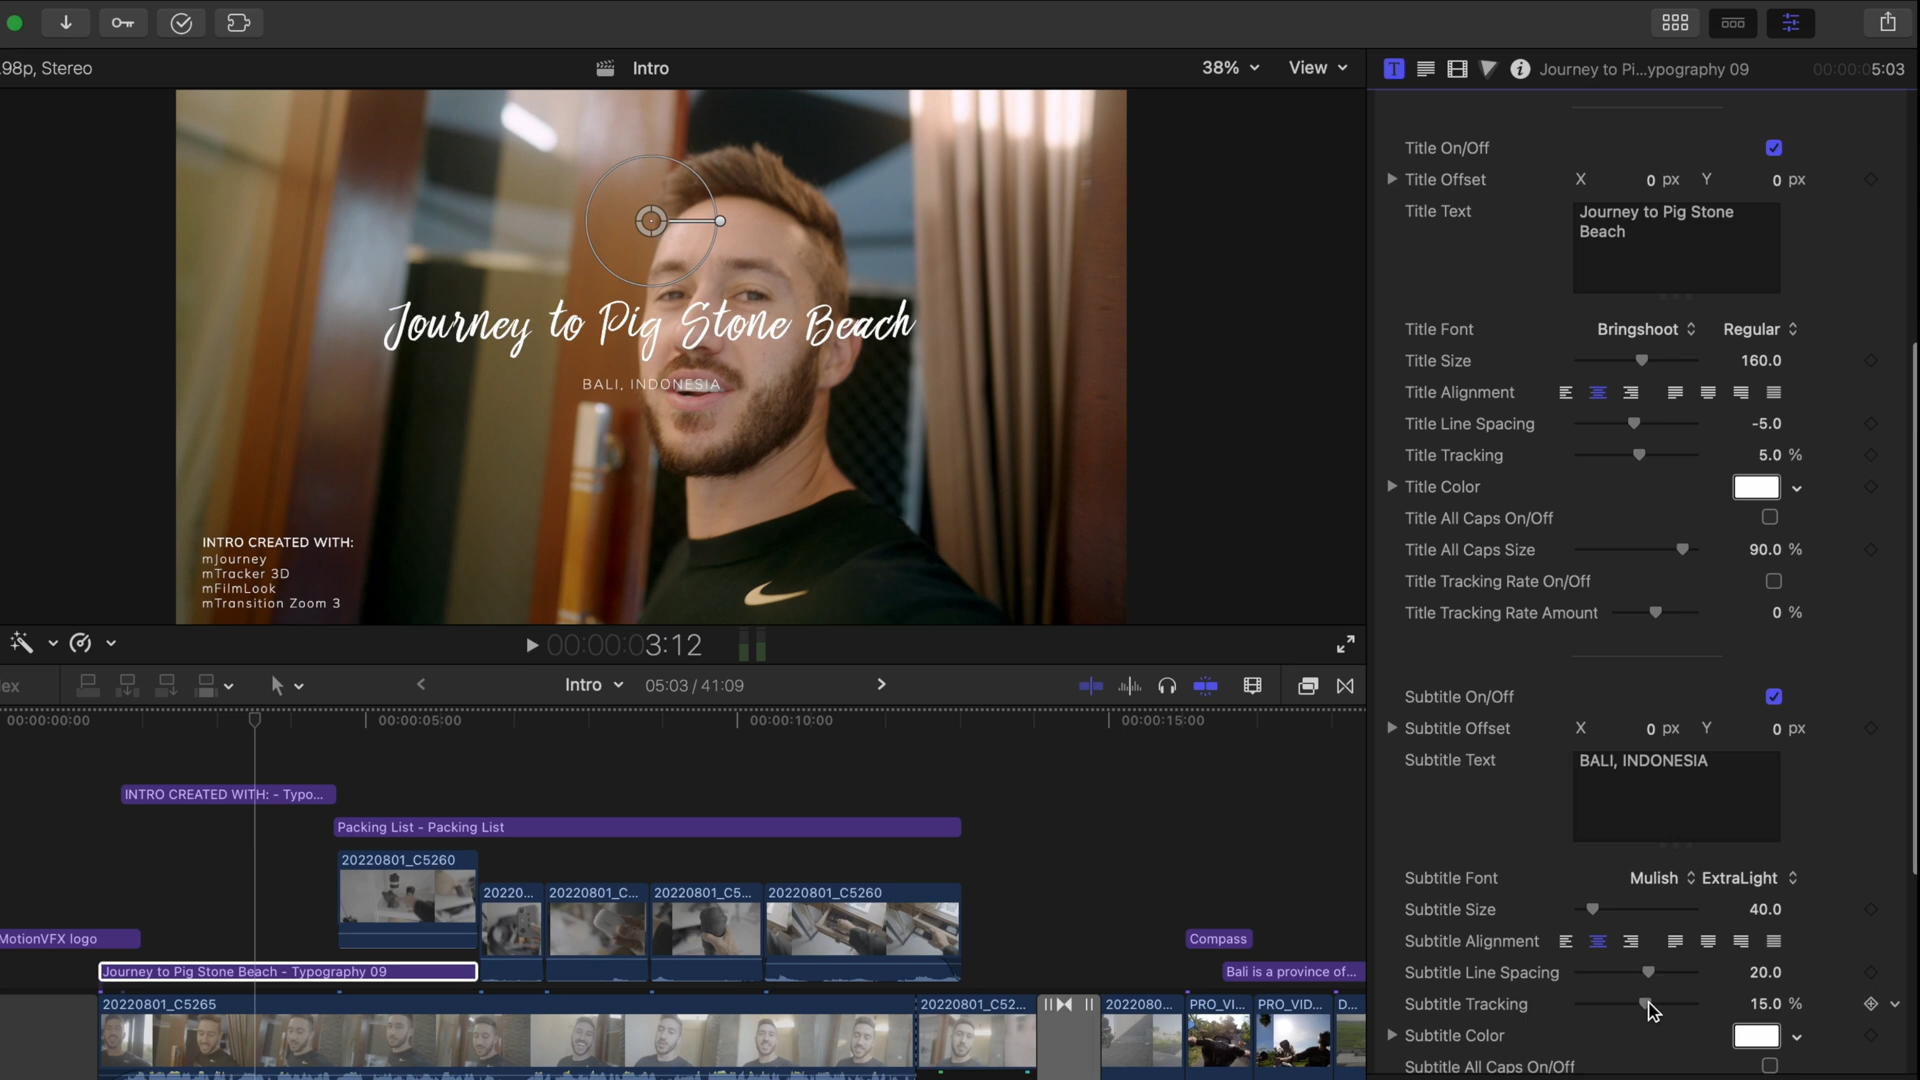 .98p, Stereo
Intro
38%
View
Journey to Pi...ypography 09
00:00:05:03
Title On/Off
Title Offset X 0 px Y 0 px
Title Text
Journey to Pig Stone
Beach
Title Font Bringshoot Regular
Title Size 160.0
Title Alignment
Title Line Spacing -5.0
Title Tracking 5.0 %
Title Color
Title All Caps On/Off
Title All Caps Size 90.0 %
Title Tracking Rate On/Off
Title Tracking Rate Amount 0 %
Subtitle On/Off
Subtitle Offset X 0 px Y 0 px
Subtitle Text
BALI, INDONESIA
Subtitle Font Mulish ExtraLight
Subtitle Size 40.0
Subtitle Alignment
Subtitle Line Spacing 20.0
Subtitle Tracking 15.0 %
Subtitle Color
Subtitle All Caps On/Off
Journey to Pig Stone Beach
BALI, INDONESIA
INTRO CREATED WITH:
mJourney
mTracker 3D
mFilmLook
mTransition Zoom 3
00:00:03:12
ex
Intro
05:03 / 41:09
00:00:00:00
00:00:05:00
00:00:10:00
00:00:15:00
INTRO CREATED WITH: - Typo...
Packing List - Packing List
20220801_C5260
20220...
20220801_C...
20220801_C5...
20220801_C5260
MotionVFX logo
Compass
Journey to Pig Stone Beach - Typography 09
Bali is a province of...
20220801_C5265
20220801_C52...
2022080...
PRO_VI...
PRO_VID...
D...